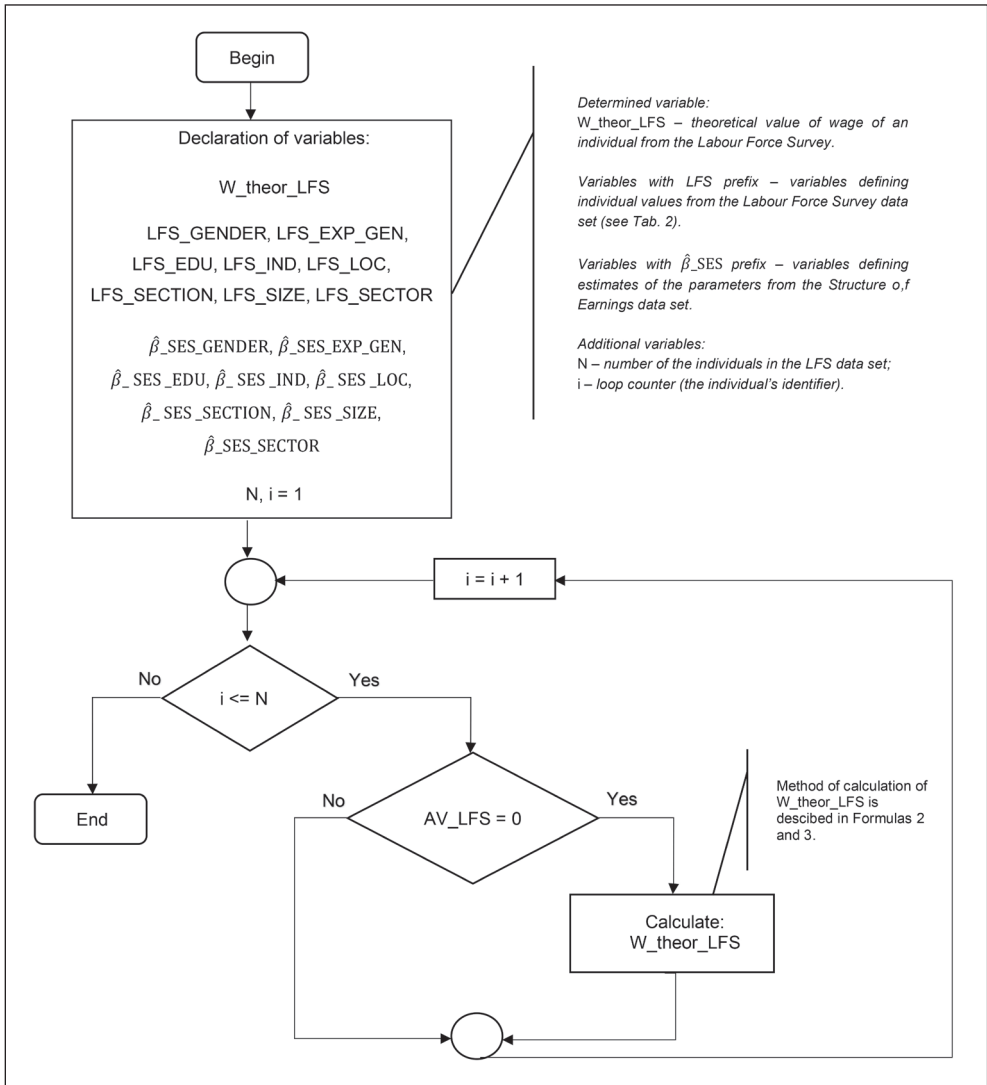 Begin
Declaration of variables:
W_theor_LFS
LFS_GENDER, LFS_EXP_GEN,
LFS_EDU, LFS_IND, LFS_LOC,
LFS_SECTION, LFS_SIZE, LFS_SECTOR
β̂_SES_GENDER, β̂_SES_EXP_GEN,
β̂_ SES _EDU, β̂_ SES _IND, β̂_ SES _LOC,
β̂_ SES _SECTION, β̂_ SES _SIZE,
β̂_SES_SECTOR
N, i = 1
Determined variable:
W_theor_LFS – theoretical value of wage of an
individual from the Labour Force Survey.
Variables with LFS prefix – variables defining
individual values from the Labour Force Survey data
set (see Tab. 2).
Variables with β̂_SES prefix – variables defining
estimates of the parameters from the Structure o,f
Earnings data set.
Additional variables:
N – number of the individuals in the LFS data set;
i – loop counter (the individual's identifier).
i = i + 1
No
Yes
i <= N
End
No
Yes
AV_LFS = 0
Method of calculation of
W_theor_LFS is
descibed in Formulas 2
and 3.
Calculate:
W_theor_LFS